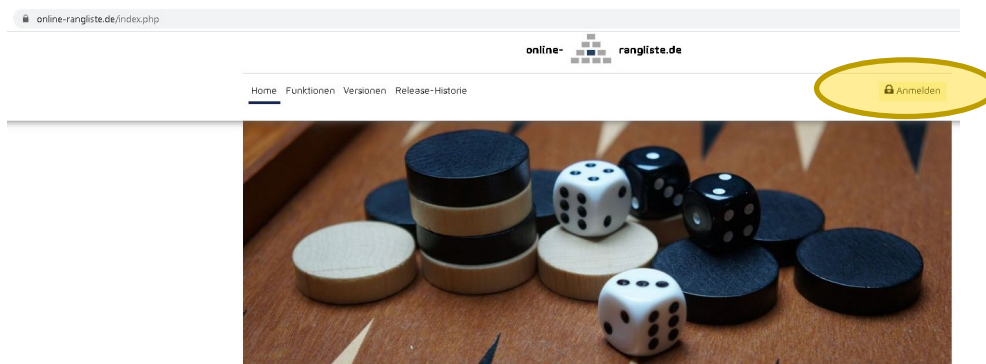 online-rangliste.de/index.php
online- rangliste.de
Home Funktionen Versionen Release-Historie Anmelden